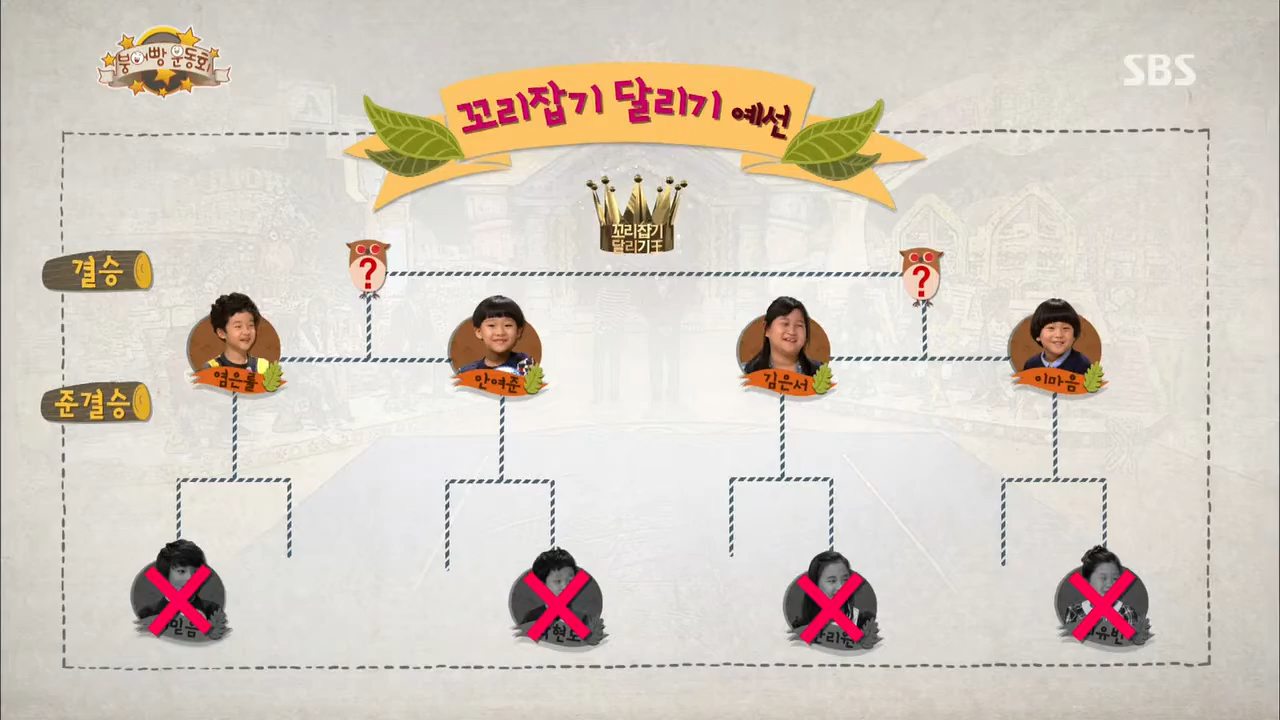 붕어빵 운동회
SBS
꼬리잡기 달리기 예선
꼬리잡기
달리기王
결승
?
?
염은률
안여준
김은서
이마음
준결승